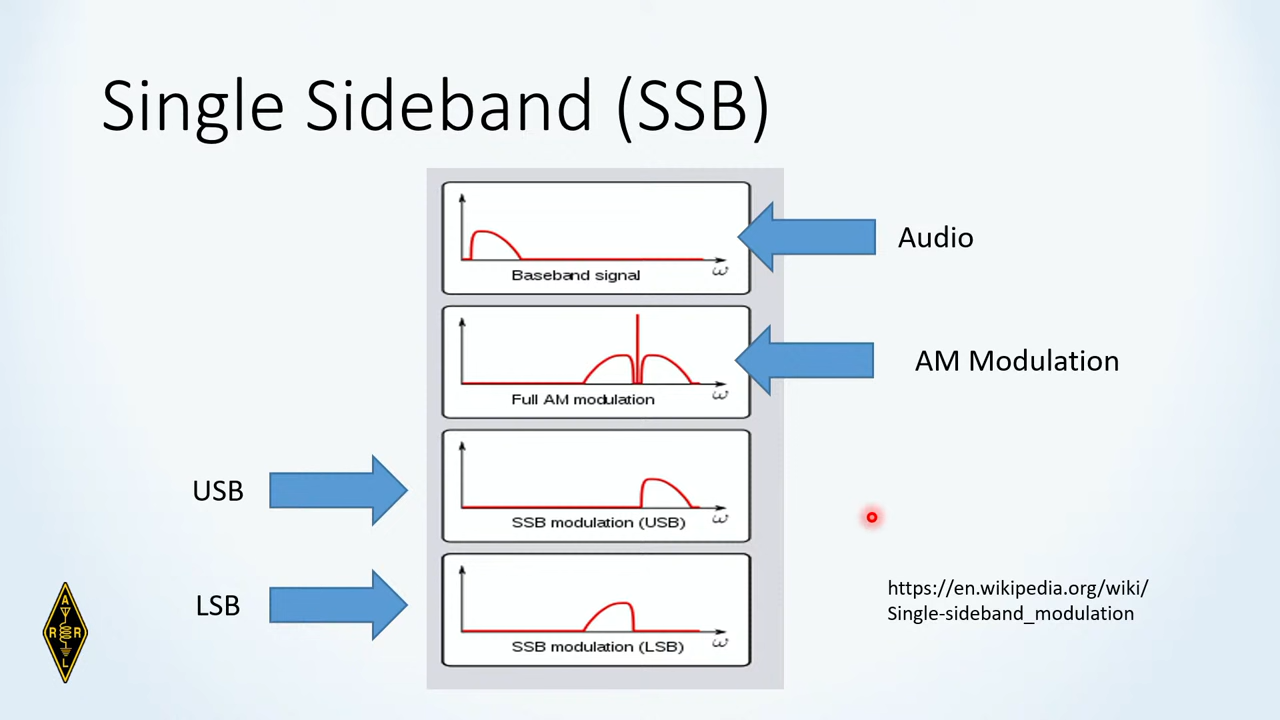 Single Sideband (SSB)
ω
Baseband signal
Audio
ω
Full AM modulation
AM Modulation
USB
ω
SSB modulation (USB)
LSB
ω
SSB modulation (LSB)
https://en.wikipedia.org/wiki/
Single-sideband_modulation
A
R R
L